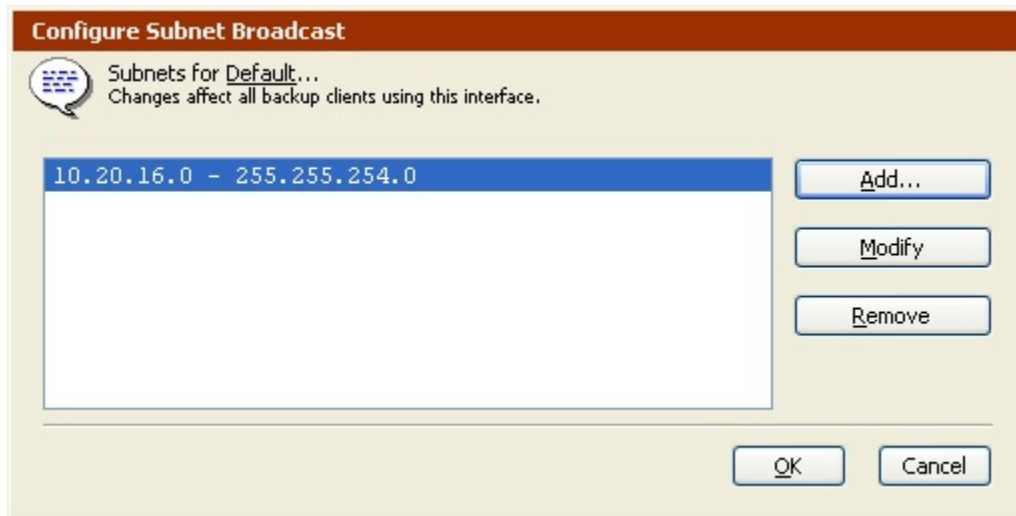 Configure Subnet Broadcast
Subnets for Default...
Changes affect all backup clients using this interface.
10.20.16.0 - 255.255.254.0
Add...
Modify
Remove
OK
Cancel